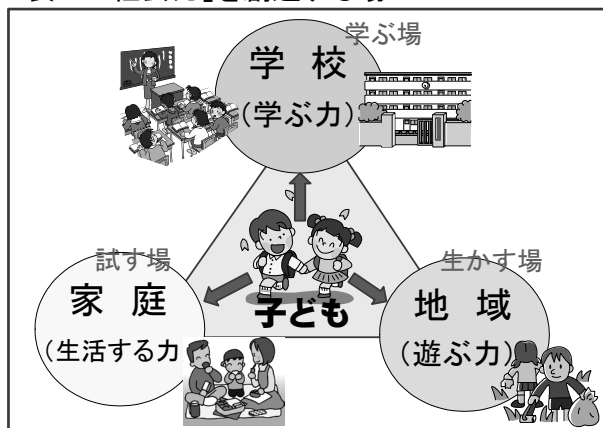 学ぶ場
学 校
(学ぶ力)
試す場
家 庭
(生活する力
生かす場
地 域
(遊ぶ力)
子ども